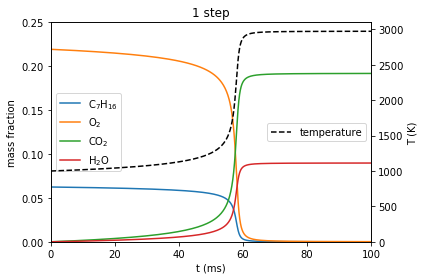 1 step
0.25
0.20
0.15
0.10
0.05
0.00
mass fraction
C₇H₁₆
O₂
CO₂
H₂O
temperature
3000
2500
2000
1500
1000
500
0
T (K)
0
20
40
60
80
100
t (ms)